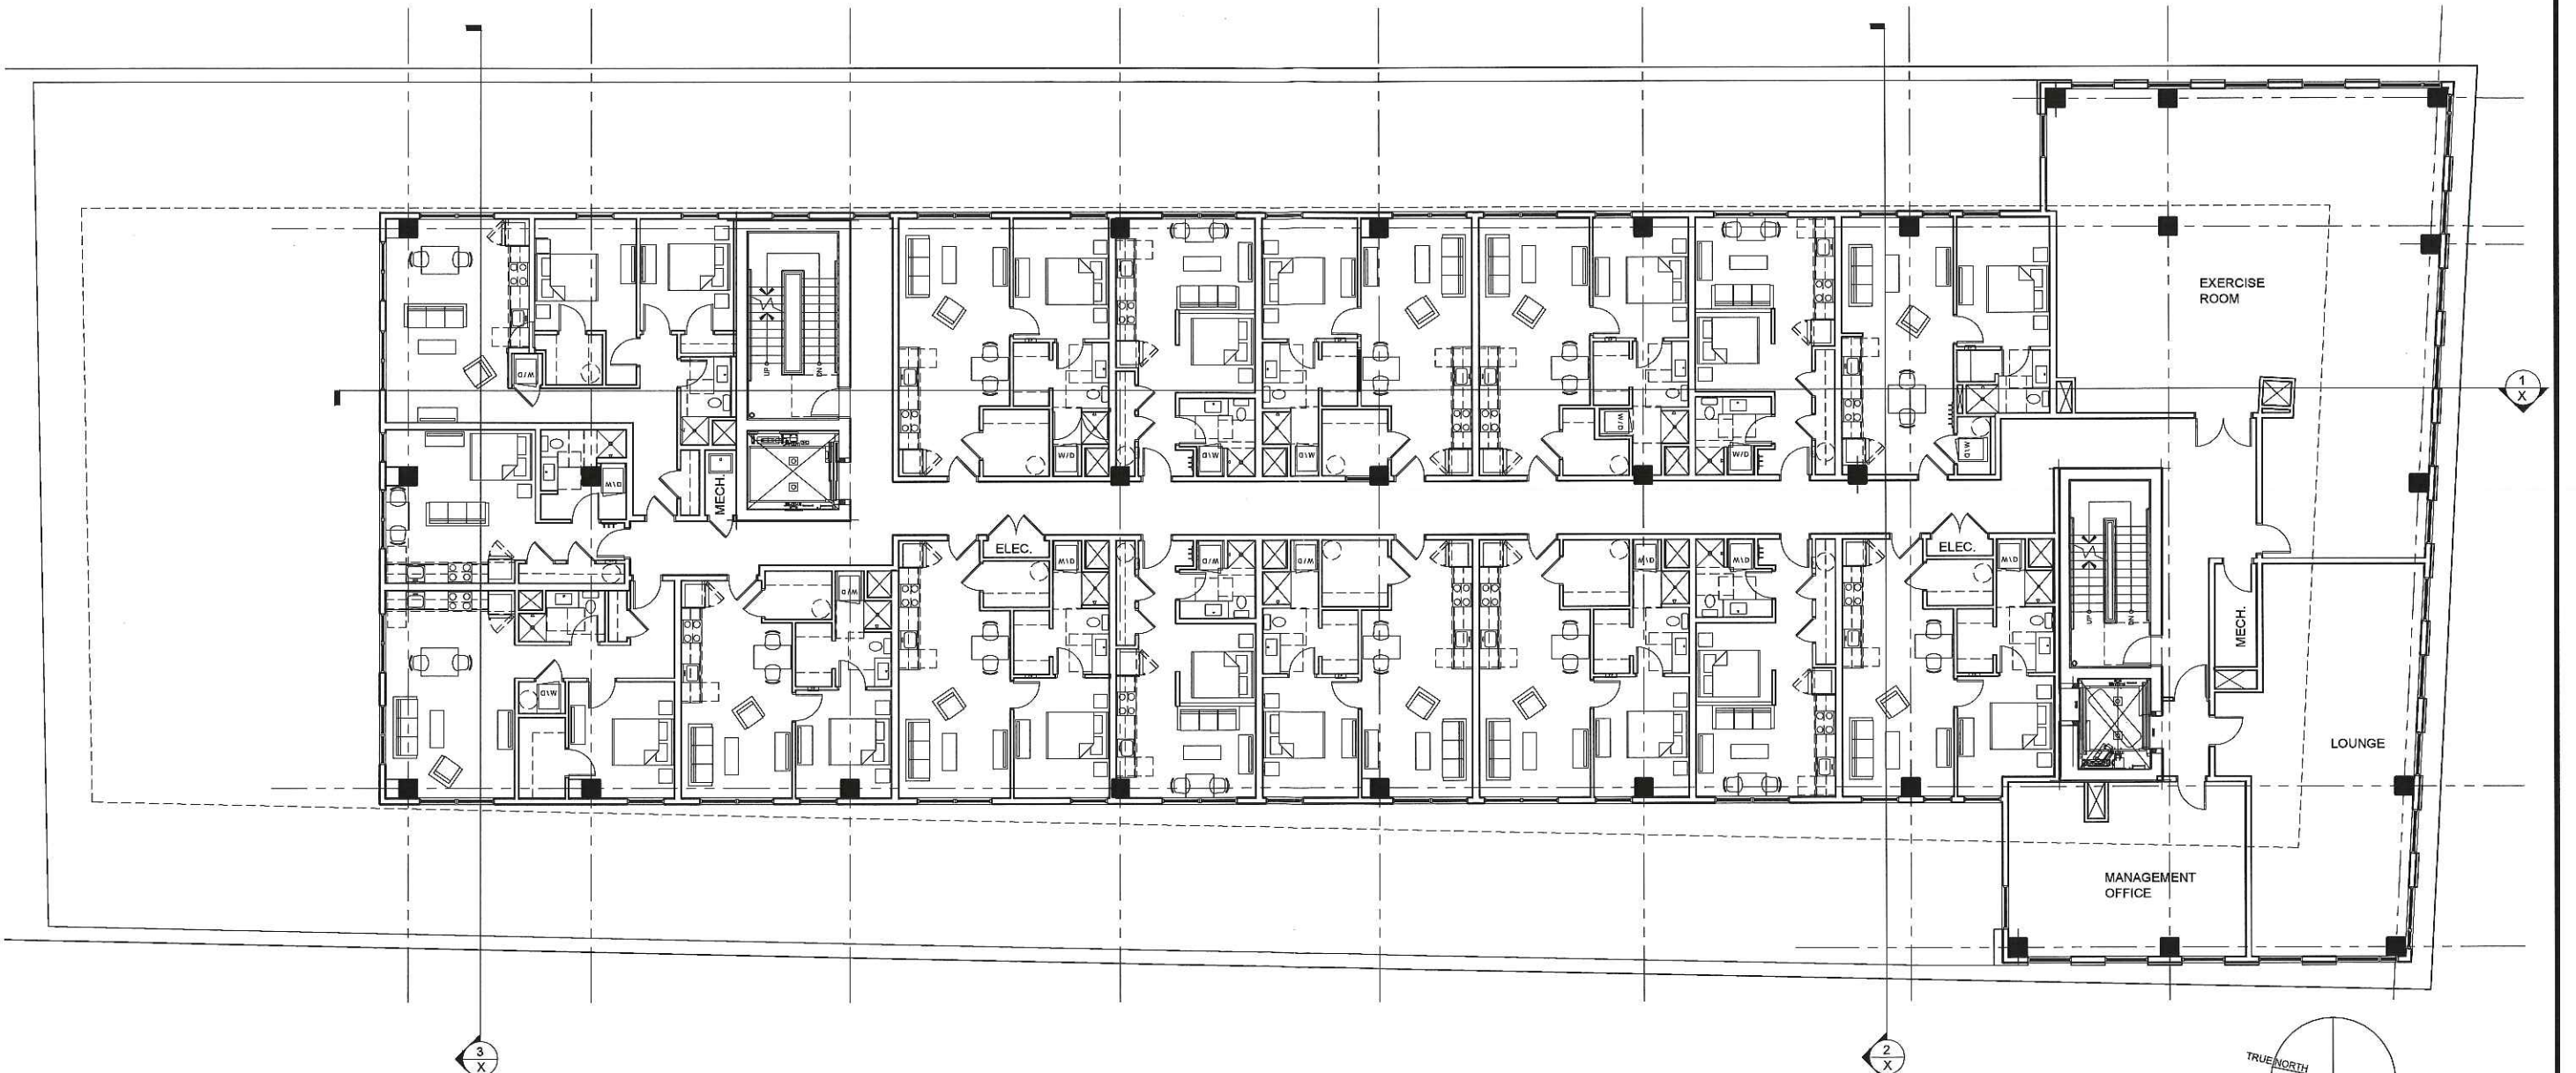 EXERCISE
ROOM
W/D
UP
DN
W/D
1
X
W/D
W/D
W/D
W/D
W/D
W/D
W/D
MECH.
ELEC.
ELEC.
W/D
W/D
W/D
W/D
W/D
W/D
W/D
UP
DN
MECH.
W/D
LOUNGE
MANAGEMENT
OFFICE
3
X
2
X
TRUE NORTH